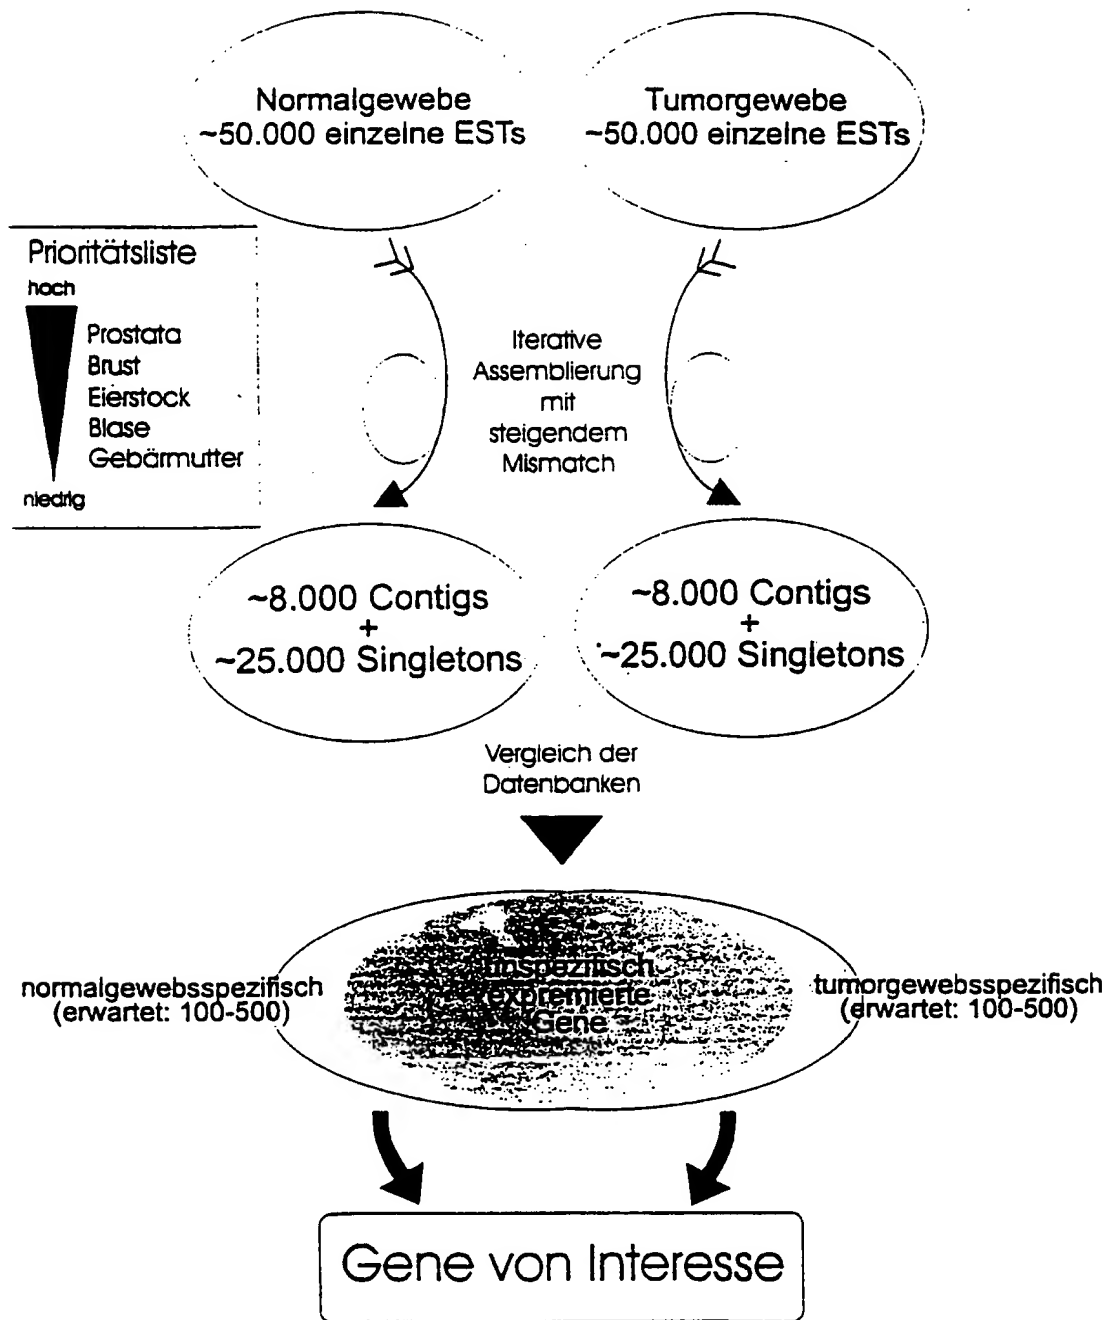 Normalgewebe
~50.000 einzelne ESTs
Tumorgewebe
~50.000 einzelne ESTs
Prioritätsliste
hoch
Prostata
Brust
Eierstock
Blase
Gebärmutter
niedrig
Iterative
Assemblierung
mit
steigendem
Mismatch
~8.000 Contigs
+
~25.000 Singletons
~8.000 Contigs
+
~25.000 Singletons
Vergleich der
Datenbanken
normalgewebsspezifisch
(erwartet: 100-500)
unspezifisch
expremierte
Gene
tumorgewebsspezifisch
(erwartet: 100-500)
Gene von Interesse